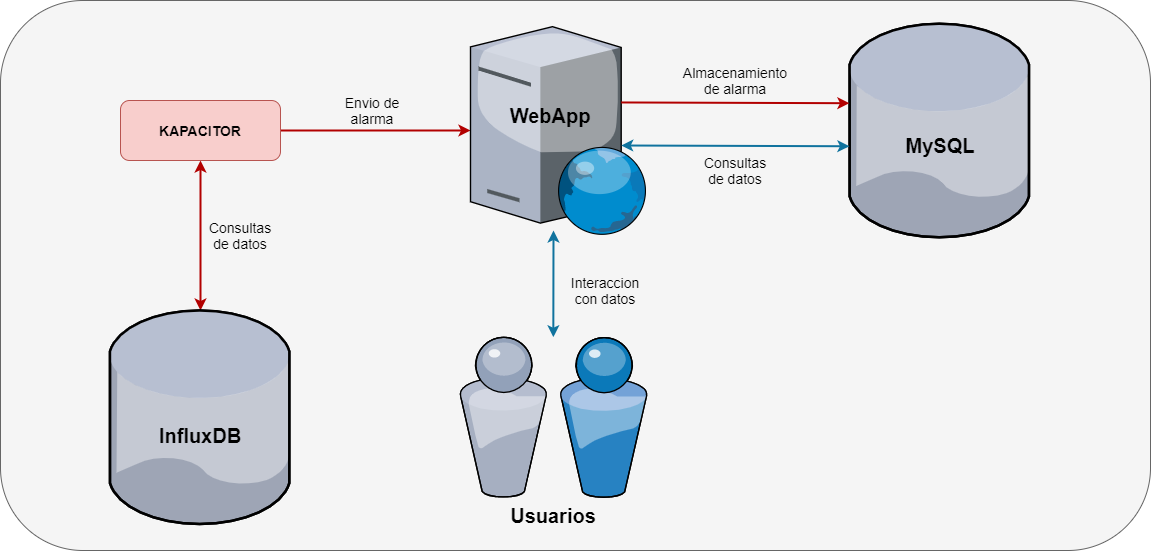 Envio de
alarma
KAPACITOR
WebApp
Almacenamiento
de alarma
Consultas
de datos
MySQL
Consultas
de datos
Interaccion
con datos
InfluxDB
Usuarios